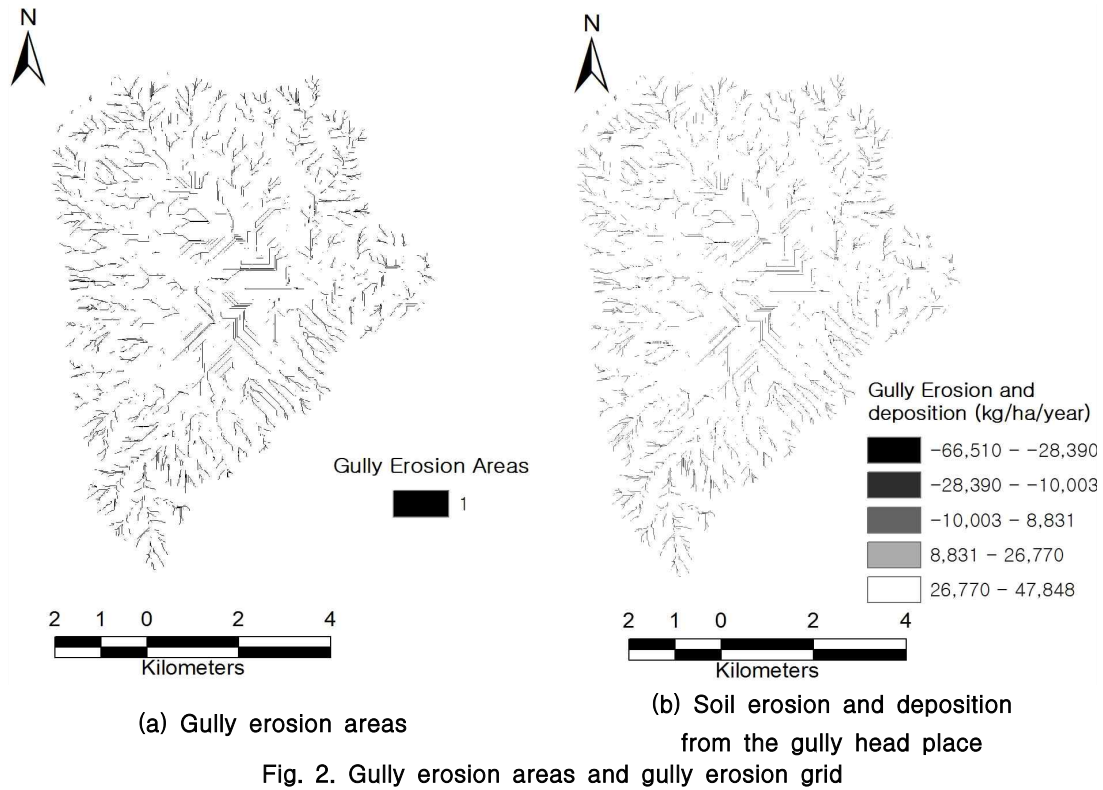 N
Gully Erosion Areas
1
2 1 0 2 4
Kilometers
(a) Gully erosion areas
N
Gully Erosion and
deposition (kg/ha/year)
-66,510 - -28,390
-28,390 - -10,003
-10,003 - 8,831
8,831 - 26,770
26,770 - 47,848
2 1 0 2 4
Kilometers
(b) Soil erosion and deposition
from the gully head place
Fig. 2. Gully erosion areas and gully erosion grid